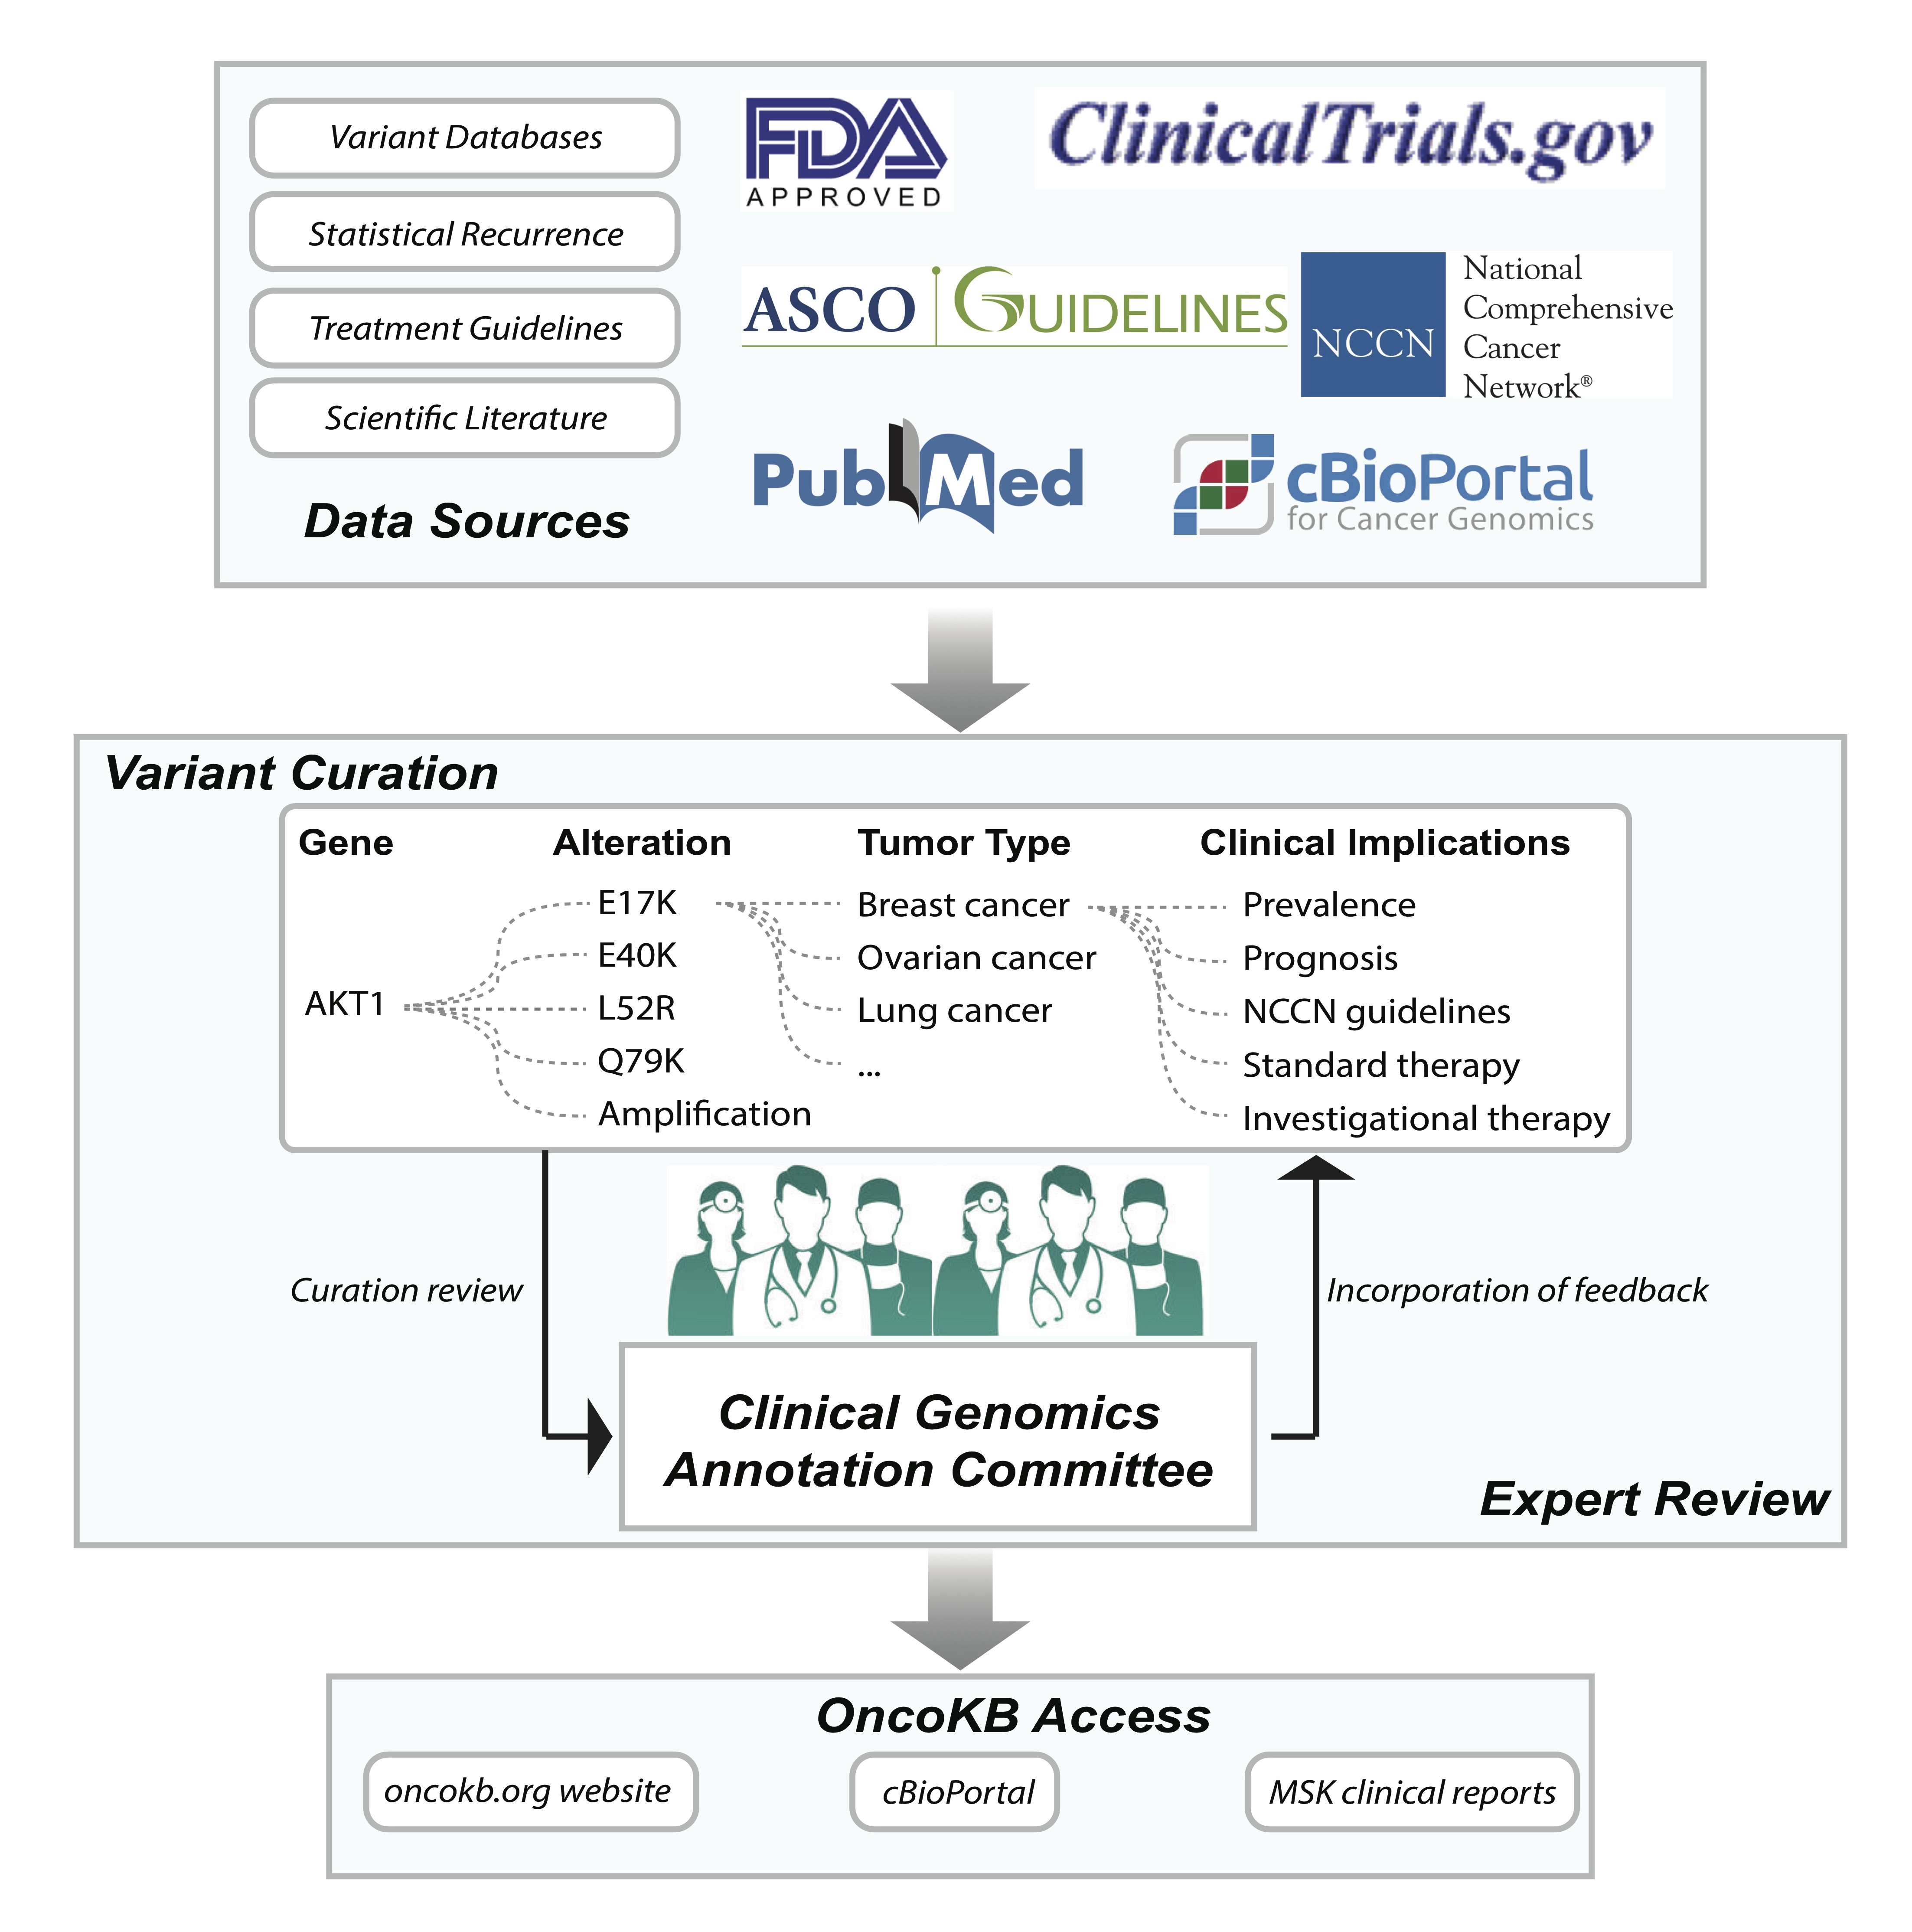 Variant Databases
Statistical Recurrence
Treatment Guidelines
Scientific Literature
Data Sources
FDA
APPROVED
ClinicalTrials.gov
ASCO GUIDELINES
NCCN
National
Comprehensive
Cancer
Network®
PubMed
cBioPortal
for Cancer Genomics
Variant Curation
Gene Alteration Tumor Type Clinical Implications
E17K Breast cancer Prevalence
E40K Ovarian cancer Prognosis
AKT1 L52R Lung cancer NCCN guidelines
Q79K ... Standard therapy
Amplification Investigational therapy
Curation review
Incorporation of feedback
Clinical Genomics
Annotation Committee
Expert Review
OncoKB Access
oncokb.org website
cBioPortal
MSK clinical reports